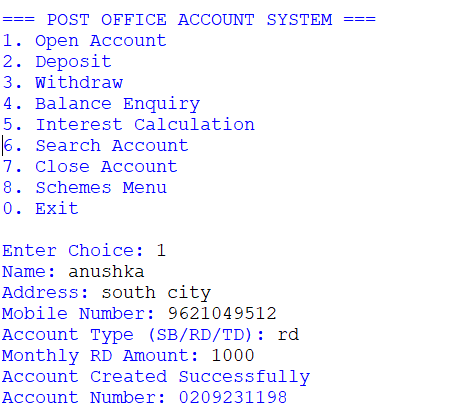 === POST OFFICE ACCOUNT SYSTEM ===
1. Open Account
2. Deposit
3. Withdraw
4. Balance Enquiry
5. Interest Calculation
6. Search Account
7. Close Account
8. Schemes Menu
0. Exit
Enter Choice: 1
Name: anushka
Address: south city
Mobile Number: 9621049512
Account Type (SB/RD/TD): rd
Monthly RD Amount: 1000
Account Created Successfully
Account Number: 0209231198